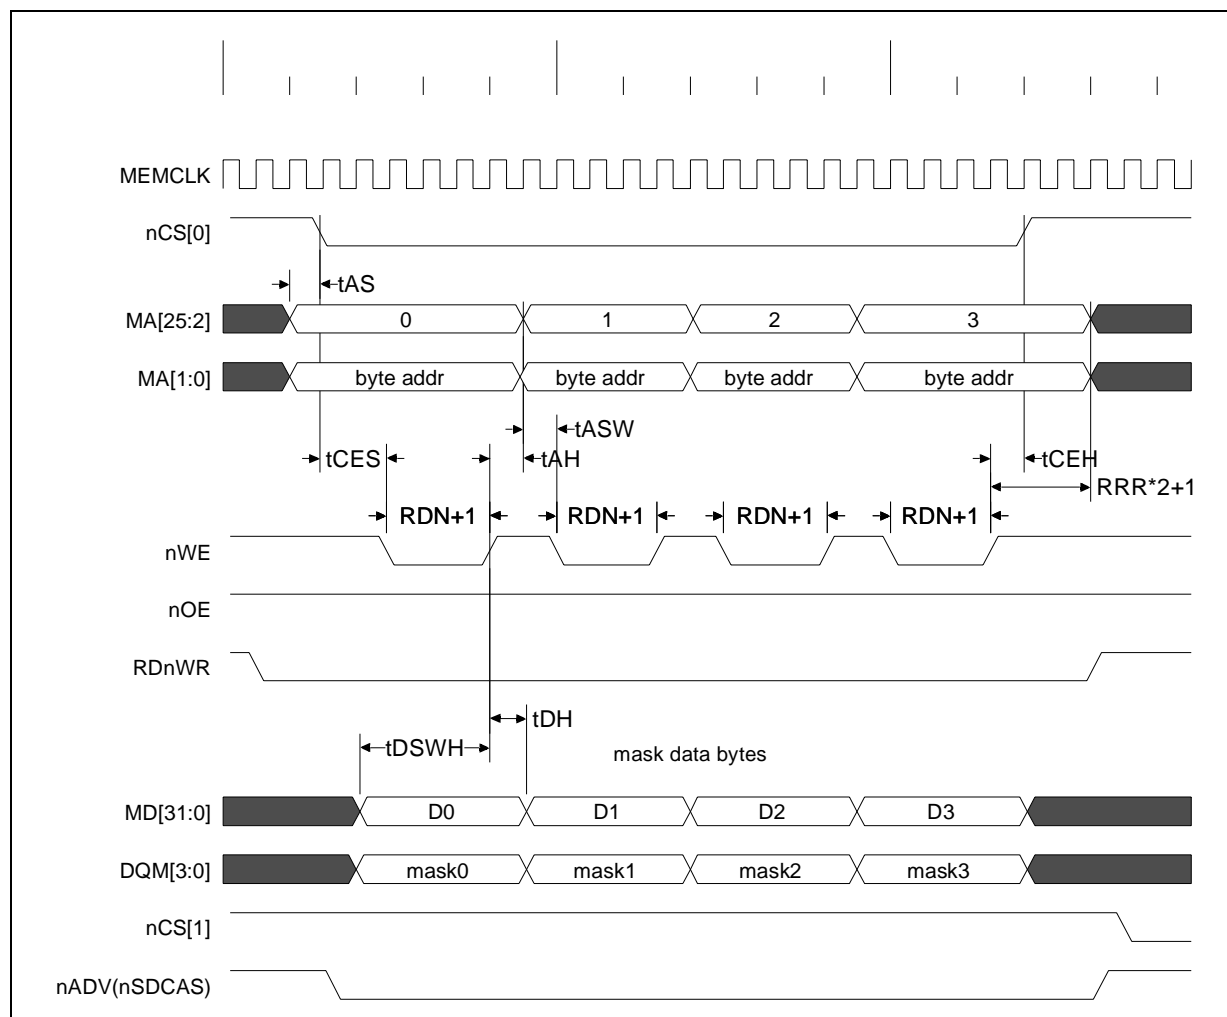 MEMCLK
nCS[0]
tAS
MA[25:2] 0 1 2 3
MA[1:0] byte addr byte addr byte addr byte addr
tASW
tCES tAH tCEH
RRR*2+1
RDN+1 RDN+1 RDN+1 RDN+1
nWE
nOE
RDnWR
tDH
tDSWH mask data bytes
MD[31:0] D0 D1 D2 D3
DQM[3:0] mask0 mask1 mask2 mask3
nCS[1]
nADV(nSDCAS)